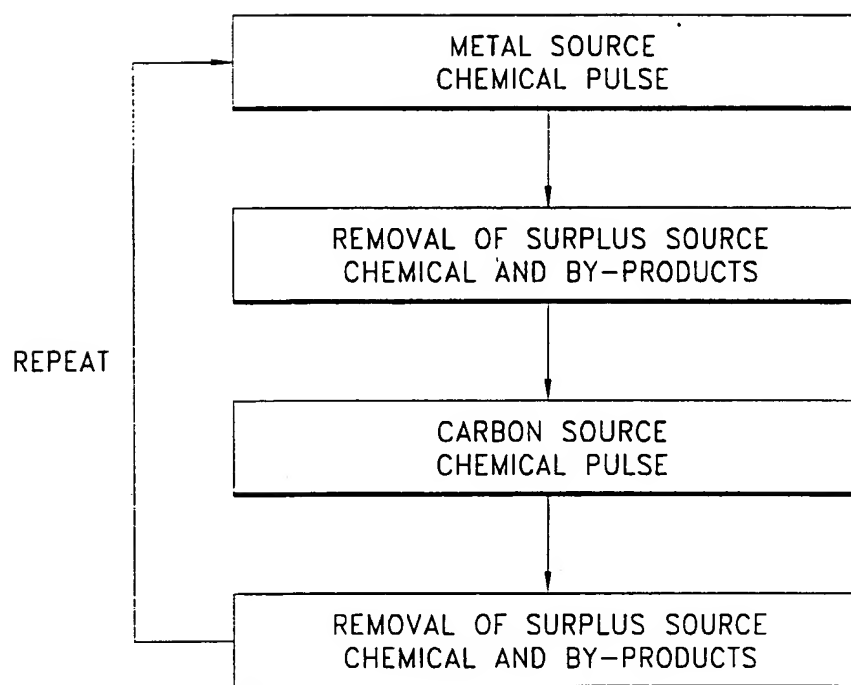 METAL SOURCE
CHEMICAL PULSE
REMOVAL OF SURPLUS SOURCE
CHEMICAL AND BY-PRODUCTS
REPEAT
CARBON SOURCE
CHEMICAL PULSE
REMOVAL OF SURPLUS SOURCE
CHEMICAL AND BY-PRODUCTS